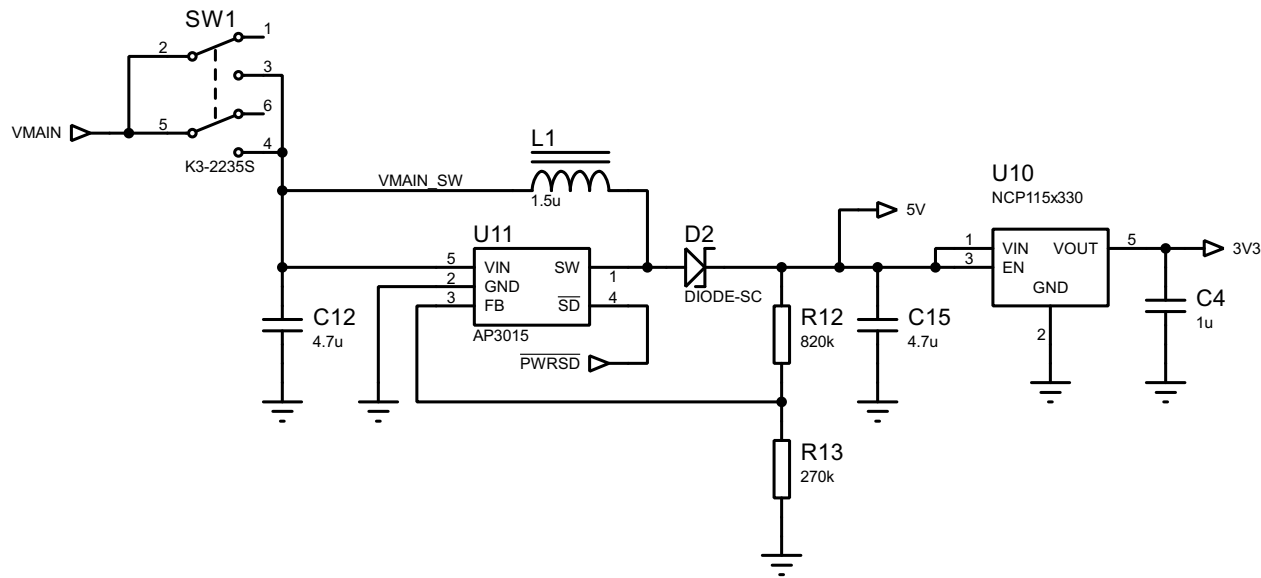 SW1
1
2
3
6
VMAIN
5
4
K3-2235S
L1
VMAIN_SW
1.5u
U10
NCP115x330
5V
U11
D2
1
VIN
VOUT
5
3V3
5
VIN
SW
3
EN
2
GND
1
DIODE-SC
GND
3
FB
SD
4
C12
4.7u
AP3015
R12
820k
C15
4.7u
2
C4
1u
PWRSD
R13
270k